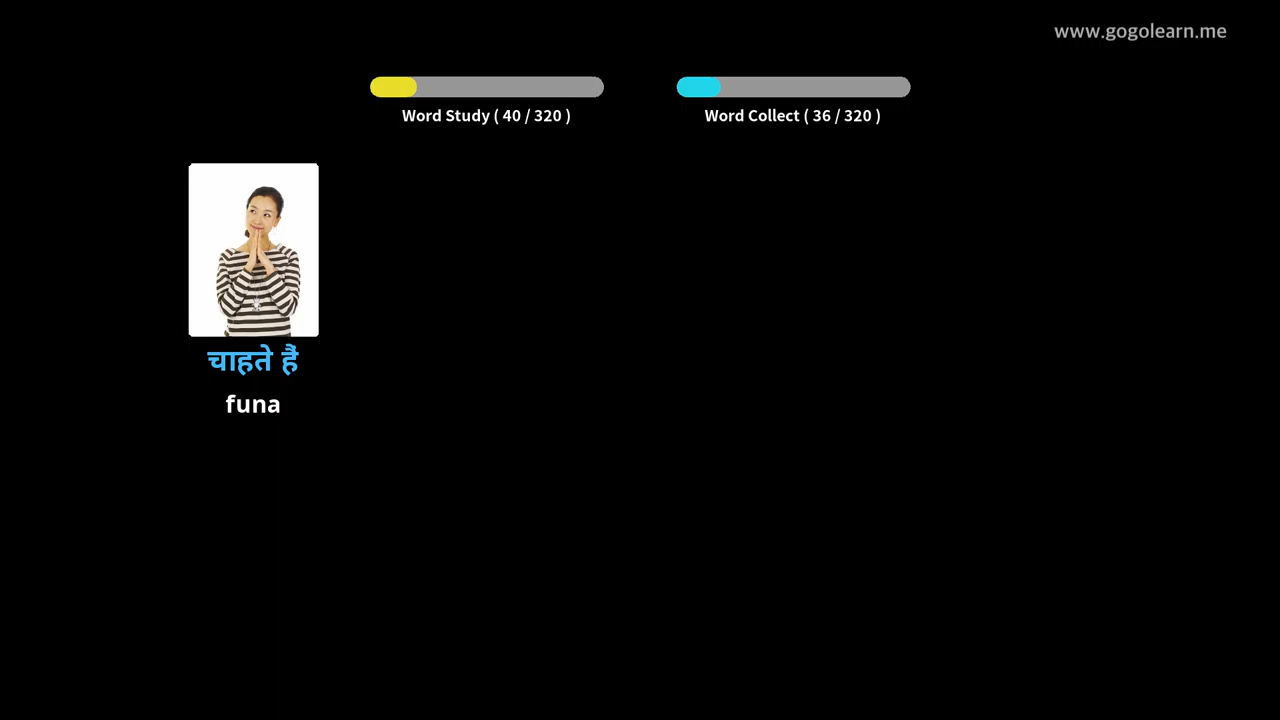 www.gogolearn.me
Word Study ( 40 / 320 )
Word Collect ( 36 / 320 )
चाहते हैं
funa